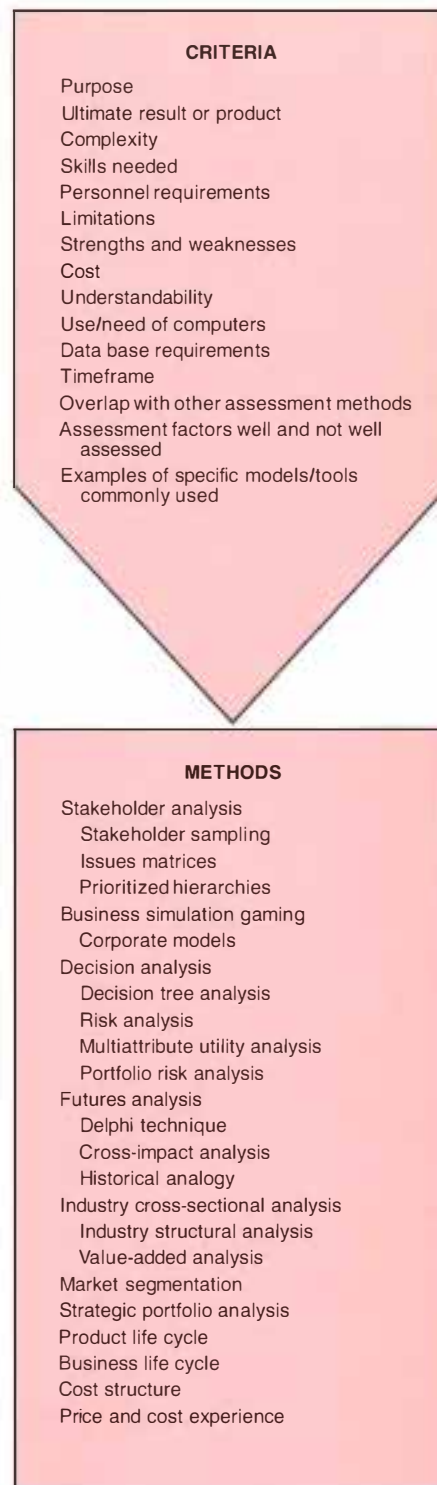 CRITERIA
Purpose
Ultimate result or product
Complexity
Skills needed
Personnel requirements
Limitations
Strengths and weaknesses
Cost
Understandability
Use/need of computers
Data base requirements
Timeframe
Overlap with other assessment methods
Assessment factors well and not well
assessed
Examples of specific models/tools
commonly used
METHODS
Stakeholder analysis
Stakeholder sampling
Issues matrices
Prioritized hierarchies
Business simulation gaming
Corporate models
Decision analysis
Decision tree analysis
Risk analysis
Multiattribute utility analysis
Portfolio risk analysis
Futures analysis
Delphi technique
Cross-impact analysis
Historical analogy
Industry cross-sectional analysis
Industry structural analysis
Value-added analysis
Market segmentation
Strategic portfolio analysis
Product life cycle
Business life cycle
Cost structure
Price and cost experience